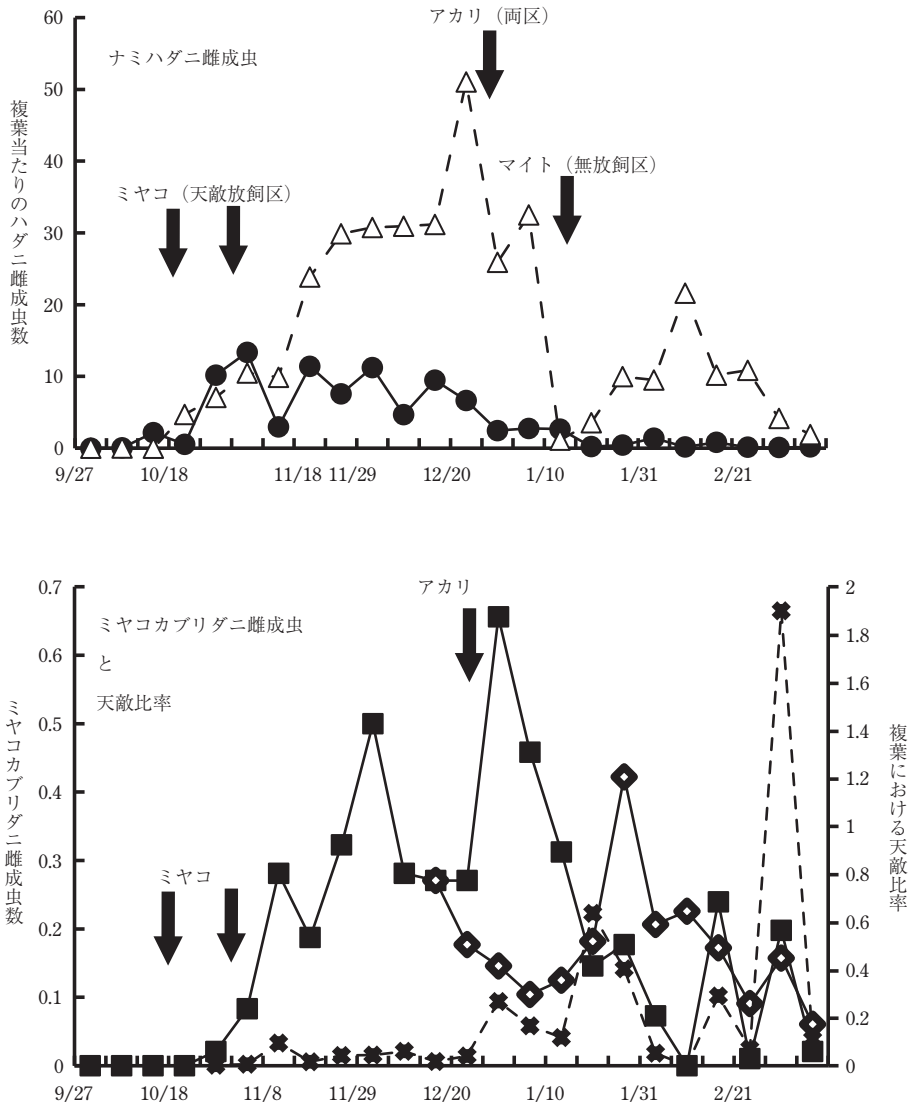 アカリ（両区）
ナミハダニ雌成虫
マイト（無放飼区）
ミヤコ（天敵放飼区）
複葉当たりのハダニ雌成虫数
60
50
40
30
20
10
0
9/27 10/18 11/18 11/29 12/20 1/10 1/31 2/21
アカリ
ミヤコカブリダニ雌成虫
と
天敵比率
ミヤコ
ミヤコカブリダニ雌成虫数
0.7
0.6
0.5
0.4
0.3
0.2
0.1
0
複葉における天敵比率
2
1.8
1.6
1.4
1.2
1
0.8
0.6
0.4
0.2
0
9/27 10/18 11/8 11/29 12/20 1/10 1/31 2/21